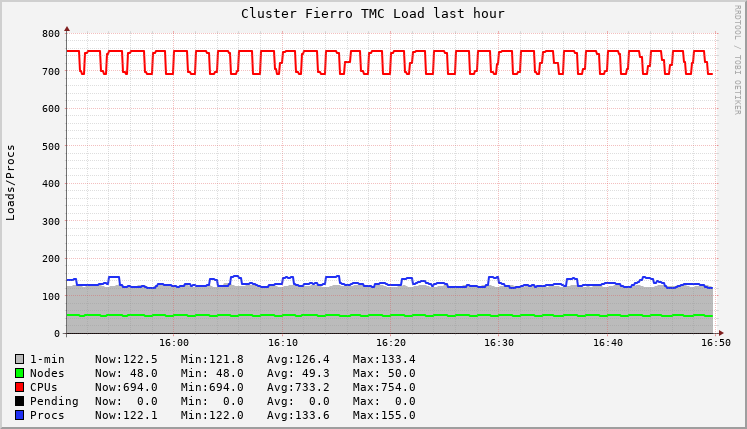 Cluster Fierro TMC Load last hour
RRDTOOL / TOBI OETIKER
Loads/Procs
800
700
600
500
400
300
200
100
0
16:00 16:10 16:20 16:30 16:40 16:50
1-min Now:122.5 Min:121.8 Avg:126.4 Max:133.4
Nodes Now: 48.0 Min: 48.0 Avg: 49.3 Max: 50.0
CPUs Now:694.0 Min:694.0 Avg:733.2 Max:754.0
Pending Now: 0.0 Min: 0.0 Avg: 0.0 Max: 0.0
Procs Now:122.1 Min:122.0 Avg:133.6 Max:155.0